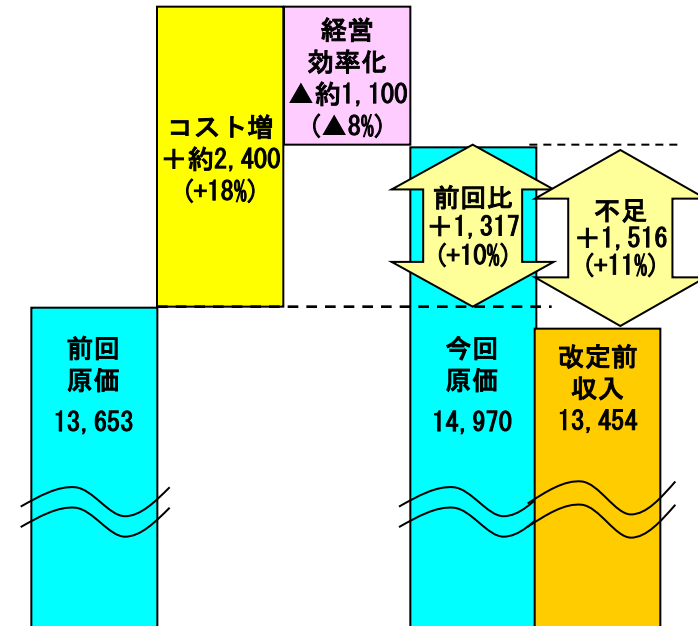 経営
効率化
▲約1,100
(▲8%)
コスト増
＋約2,400
(+18%)
前回比
＋1,317
(+10%)
不足
＋1,516
(+11%)
前回
原価
13,653
今回
原価
14,970
改定前
収入
13,454